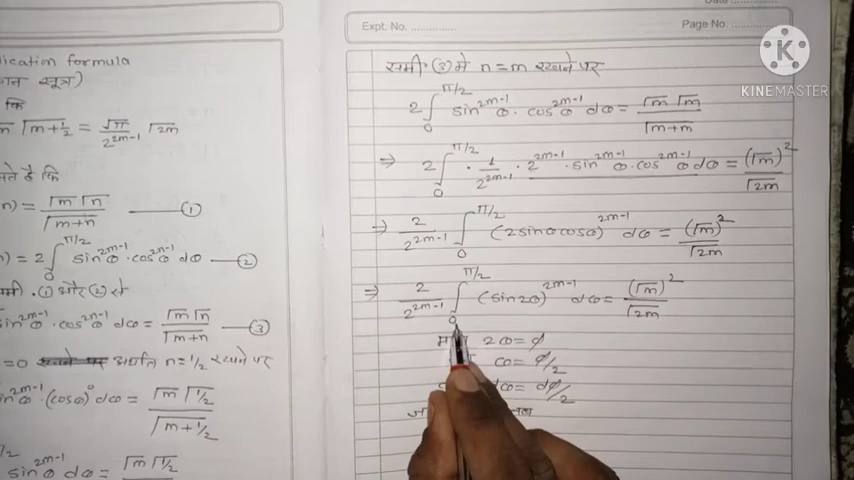 lication formula
कि
Γm+1/2 = √π/2^{2m-1} Γ2m
ते है कि
n) = Γm Γn/Γm+n ——— ①
n) = 2 ∫₀^{π/2} sin^{2m-1}θ · cos^{2n-1}θ dθ — ②
समी. ① और ② से
sin^{2m-1}θ · cos^{2n-1}θ dθ = Γm Γn/Γm+n — ③
=0 अर्थात n=1/2 रखने पर
sin^{2m-1}θ · (cosθ)⁰ dθ = Γm Γ1/2/Γm+1/2
sin^{2m-1}θ dθ = Γm Γ1/2
Expt. No. Page No.
KINEMASTER
समी. ③ मे n=m रखने पर
2 ∫₀^{π/2} sin^{2m-1}θ · cos^{2m-1}θ dθ = Γm Γm/Γm+m
⇒ 2 ∫₀^{π/2} · 1/2^{2m-1} · 2^{2m-1} · sin^{2m-1}θ · cos^{2m-1}θ dθ = (Γm)²/Γ2m
⇒ 2/2^{2m-1} ∫₀^{π/2} (2sinθcosθ)^{2m-1} dθ = (Γm)²/Γ2m
⇒ 2/2^{2m-1} ∫₀^{π/2} (sin2θ)^{2m-1} dθ = (Γm)²/Γ2m
2θ = ϕ
θ = ϕ/2
dθ = dϕ/2